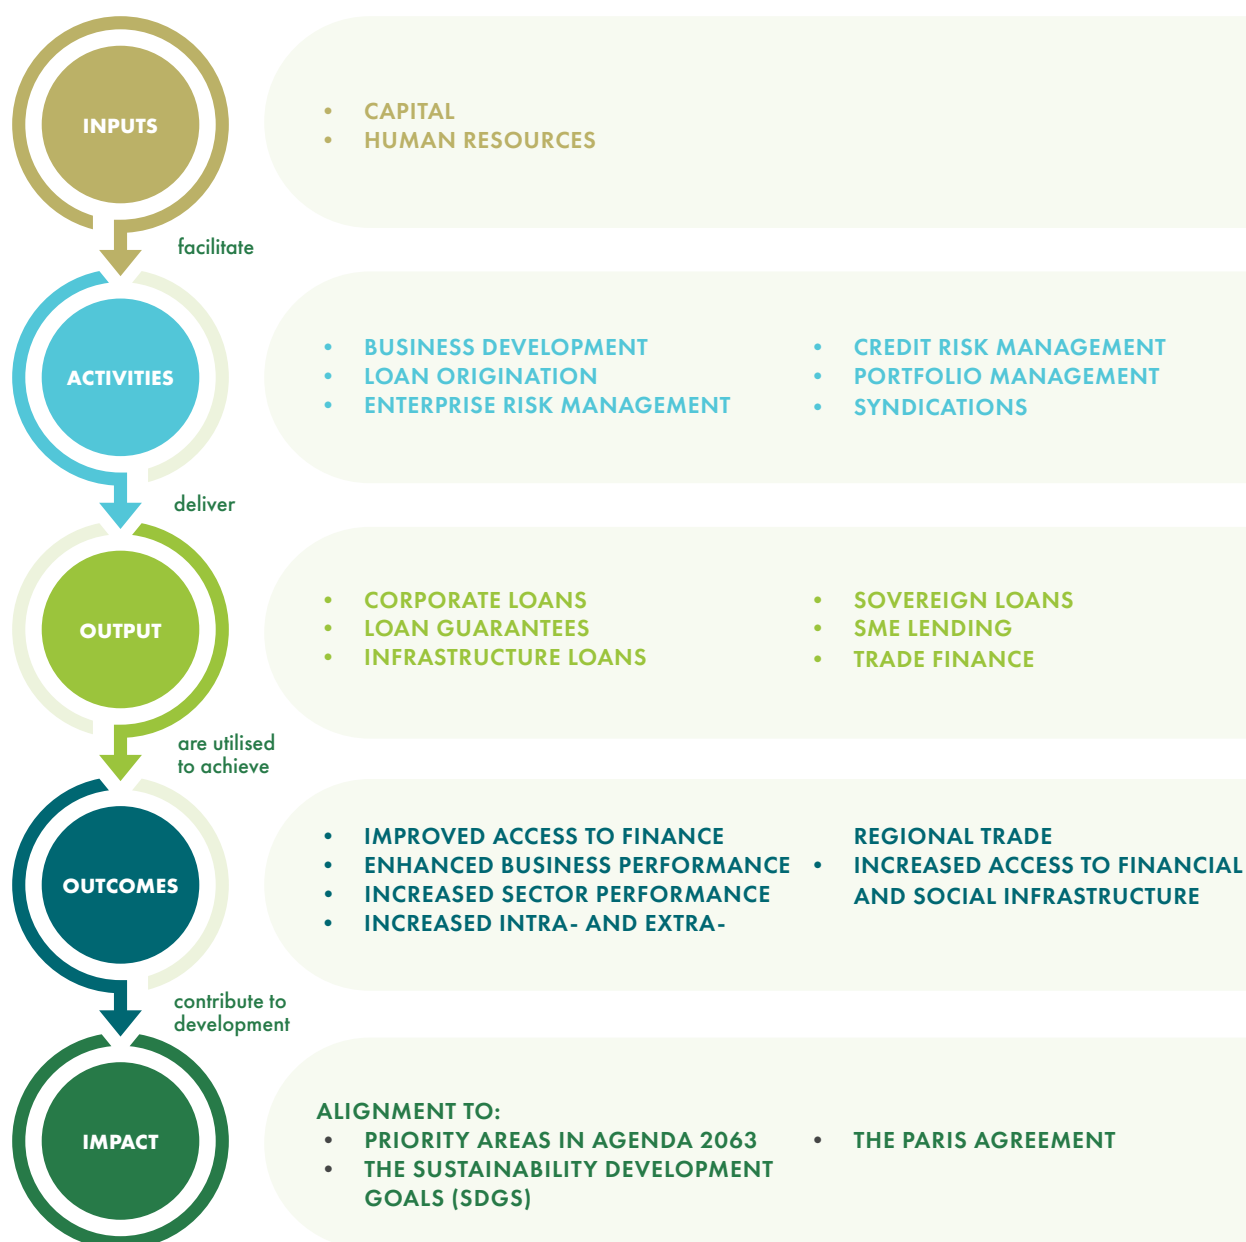 INPUTS
• CAPITAL
• HUMAN RESOURCES
facilitate
ACTIVITIES
• BUSINESS DEVELOPMENT
• LOAN ORIGINATION
• ENTERPRISE RISK MANAGEMENT
• CREDIT RISK MANAGEMENT
• PORTFOLIO MANAGEMENT
• SYNDICATIONS
deliver
OUTPUT
• CORPORATE LOANS
• LOAN GUARANTEES
• INFRASTRUCTURE LOANS
• SOVEREIGN LOANS
• SME LENDING
• TRADE FINANCE
are utilised
to achieve
OUTCOMES
• IMPROVED ACCESS TO FINANCE
• ENHANCED BUSINESS PERFORMANCE
• INCREASED SECTOR PERFORMANCE
• INCREASED INTRA- AND EXTRA-
REGIONAL TRADE
• INCREASED ACCESS TO FINANCIAL
AND SOCIAL INFRASTRUCTURE
contribute to
development
IMPACT
ALIGNMENT TO:
• PRIORITY AREAS IN AGENDA 2063
• THE SUSTAINABILITY DEVELOPMENT
GOALS (SDGS)
• THE PARIS AGREEMENT